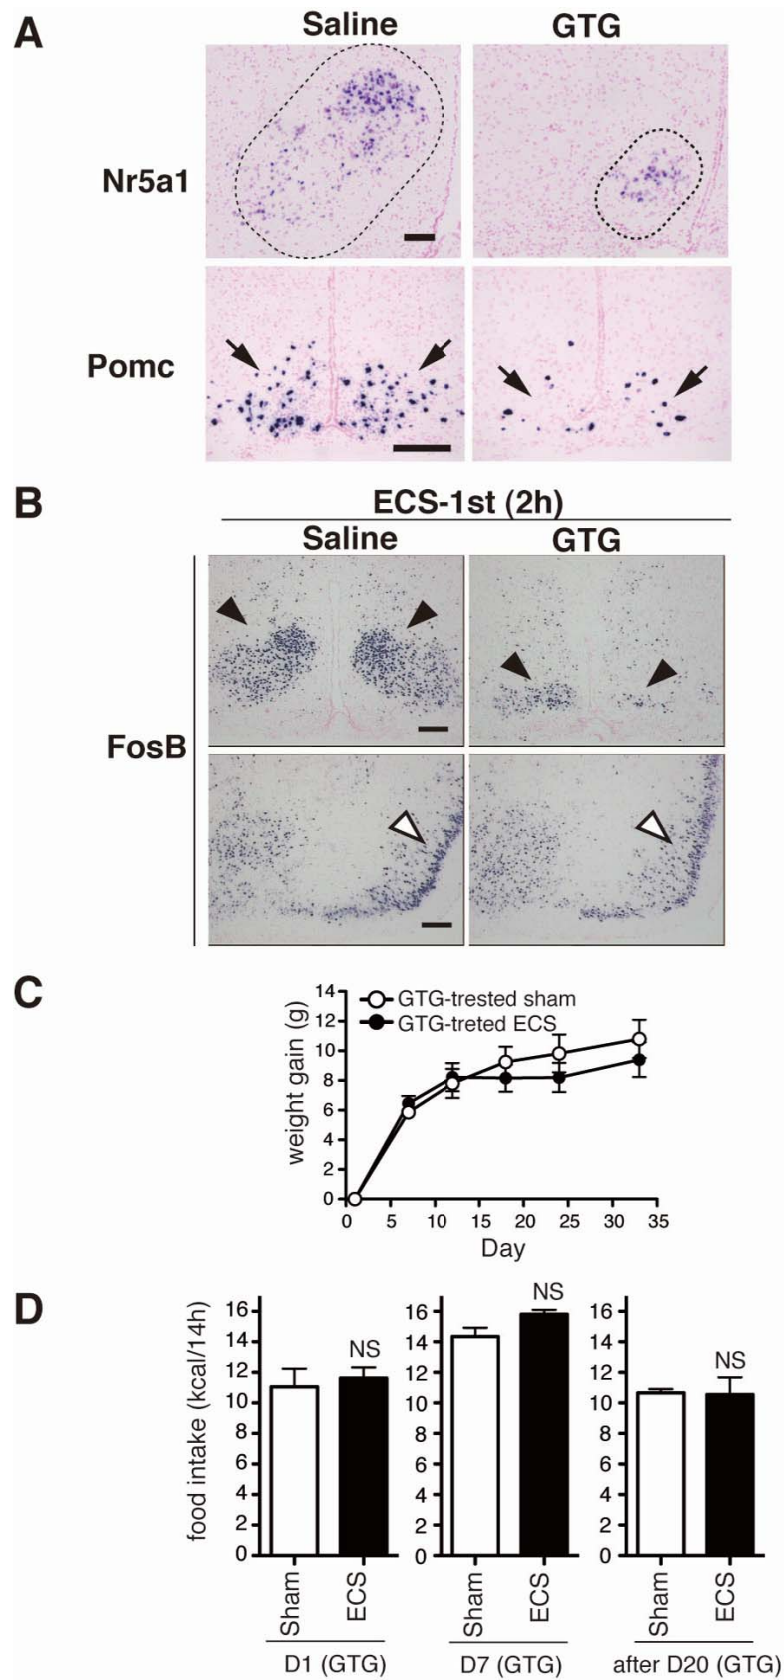 A
Saline GTG
Nr5a1
Pomc
B
ECS-1st (2h)
Saline GTG
FosB
C
weight gain (g)
14
12
10
8
6
4
2
0
GTG-trested sham
GTG-treted ECS
0 5 10 15 20 25 30 35
Day
D
food intake (kcal/14h)
16
14
12
10
8
6
4
2
0
NS
Sham ECS
D1 (GTG)
16
14
12
10
8
6
4
2
0
NS
Sham ECS
D7 (GTG)
16
14
12
10
8
6
4
2
0
NS
Sham ECS
after D20 (GTG)